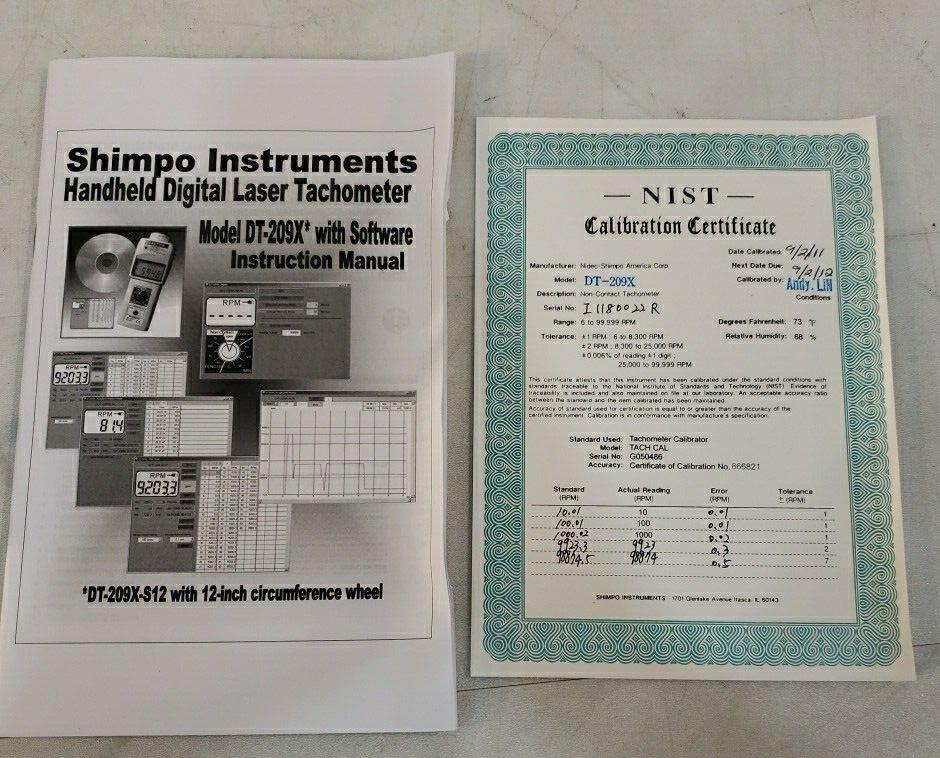 Shimpo Instruments
Handheld Digital Laser Tachometer
Model DT-209X* with Software
Instruction Manual
RPM
RPM
92033
RPM
81.4
RPM
92033
*DT-209X-S12 with 12-inch circumference wheel
— NIST —
Calibration Certificate
Date Calibrated: 9/2/11
Next Date Due: 9/2/12
Manufacturer: Nidec-Shimpo America Corp.
Model: DT-209X
Calibrated by: Andy. LIN
Description: Non-Contact Tachometer
Conditions
Serial No: I1180022R
Range: 6 to 99,999 RPM
Degrees Fahrenheit: 73 °F
Tolerance: ±1 RPM ; 6 to 8,300 RPM
Relative Humidity: 68 %
±2 RPM ; 8,300 to 25,000 RPM
±0.006% of reading ±1 digit ;
25,000 to 99,999 RPM
This certificate attests that this instrument has been calibrated under the standard conditions with
standards traceable to the National Institute of Standards and Technology (NIST). Evidence of
traceability is included and also maintained on file at our laboratory. An acceptable accuracy ratio
between the standard and the item calibrated has been maintained.
Accuracy of standard used for certification is equal to or greater than the accuracy of the
certified instrument. Calibration is in conformance with manufacture's specification.
Standard Used: Tachometer Calibrator
Model: TACH CAL
Serial No: G050486
Accuracy: Certificate of Calibration No. 866821
Standard Actual Reading Error Tolerance
(RPM) (RPM) (RPM) ± (RPM)
10.01 10 0.01 1
100.01 100 0.01 1
1000.02 1000 0.02 1
9923.3 9923 0.3 2
98874.5 98874 0.5 7
SHIMPO INSTRUMENTS 1701 Glenlake Avenue Itasca, IL 60143